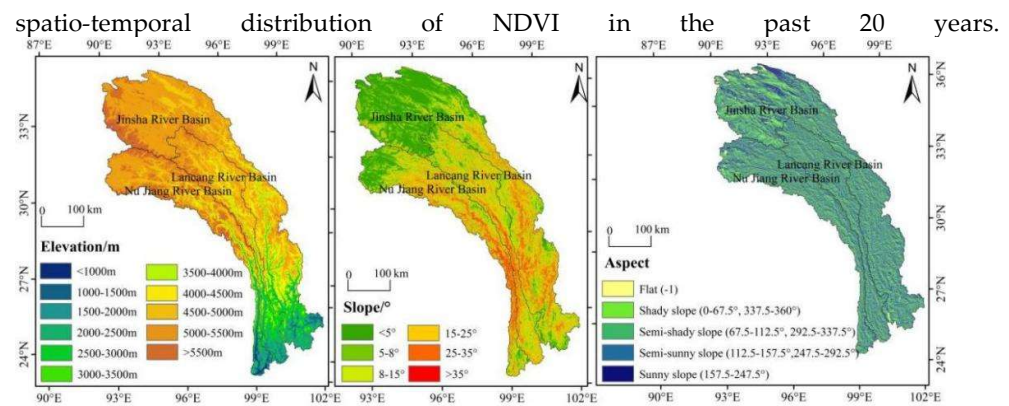 spatio-temporal distribution of NDVI in the past 20 years.
87°E 90°E 93°E 96°E 99°E 90°E 93°E 96°E 99°E 87°E 90°E 93°E 96°E 99°E
N
Jinsha River Basin
Lancang River Basin
Nu Jiang River Basin
33°N
30°N
27°N
24°N
0 100 km
Elevation/m
<1000m
1000-1500m
1500-2000m
2000-2500m
2500-3000m
3000-3500m
3500-4000m
4000-4500m
4500-5000m
5000-5500m
>5500m
90°E 93°E 96°E 99°E 102°E
N
Jinsha River Basin
Lancang River Basin
Nu Jiang River Basin
0 100 km
Slope/°
<5°
5-8°
8-15°
15-25°
25-35°
>35°
90°E 93°E 96°E 99°E 102°E
N
Jinsha River Basin
Lancang River Basin
Nu Jiang River Basin
36°N
33°N
30°N
27°N
24°N
0 100 km
Aspect
Flat (-1)
Shady slope (0-67.5°, 337.5-360°)
Semi-shady slope (67.5-112.5°, 292.5-337.5°)
Semi-sunny slope (112.5-157.5°,247.5-292.5°)
Sunny slope (157.5-247.5°)
90°E 93°E 96°E 99°E 102°E